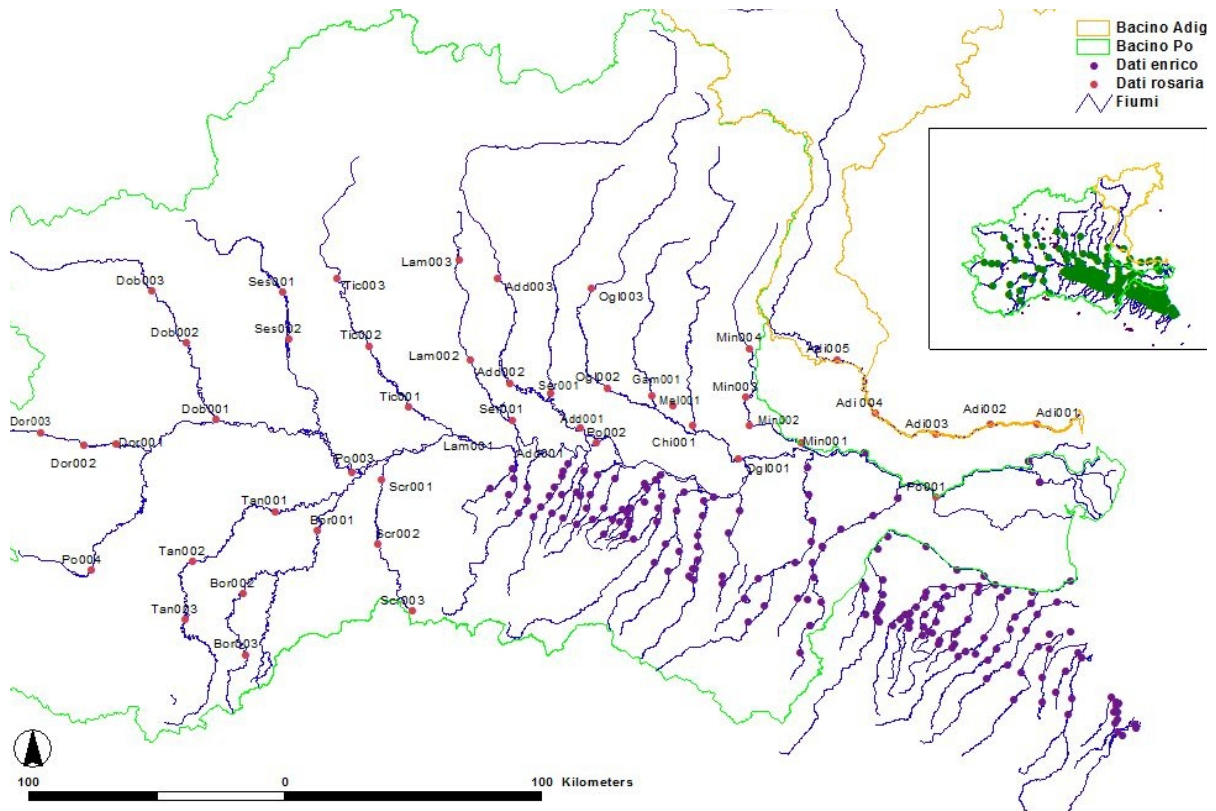 Bacino Adig
Bacino Po
Dati enrico
Dati rosaria
Fiumi
Lam003
Dob003
Ses001
Tic003
Add003
Ogl003
Ses002
Dob002
Tic002
Min004
Adi005
Lam002
Add002
Ser001
Ogl002
Gam001
Min003
Mel001
Dob001
Tic001
Sel001
Add001
Adi 004
Adi003
Adi002
Adi001
Min002
Dor003
Dor001
Dor002
Lam001
Po002
Chi001
Min001
Add001
Ogl001
Po003
Scr001
Po001
Tan001
Bor001
Scr002
Tan002
Po004
Bor002
Tan003
Scr003
Bor003
100 0 100 Kilometers